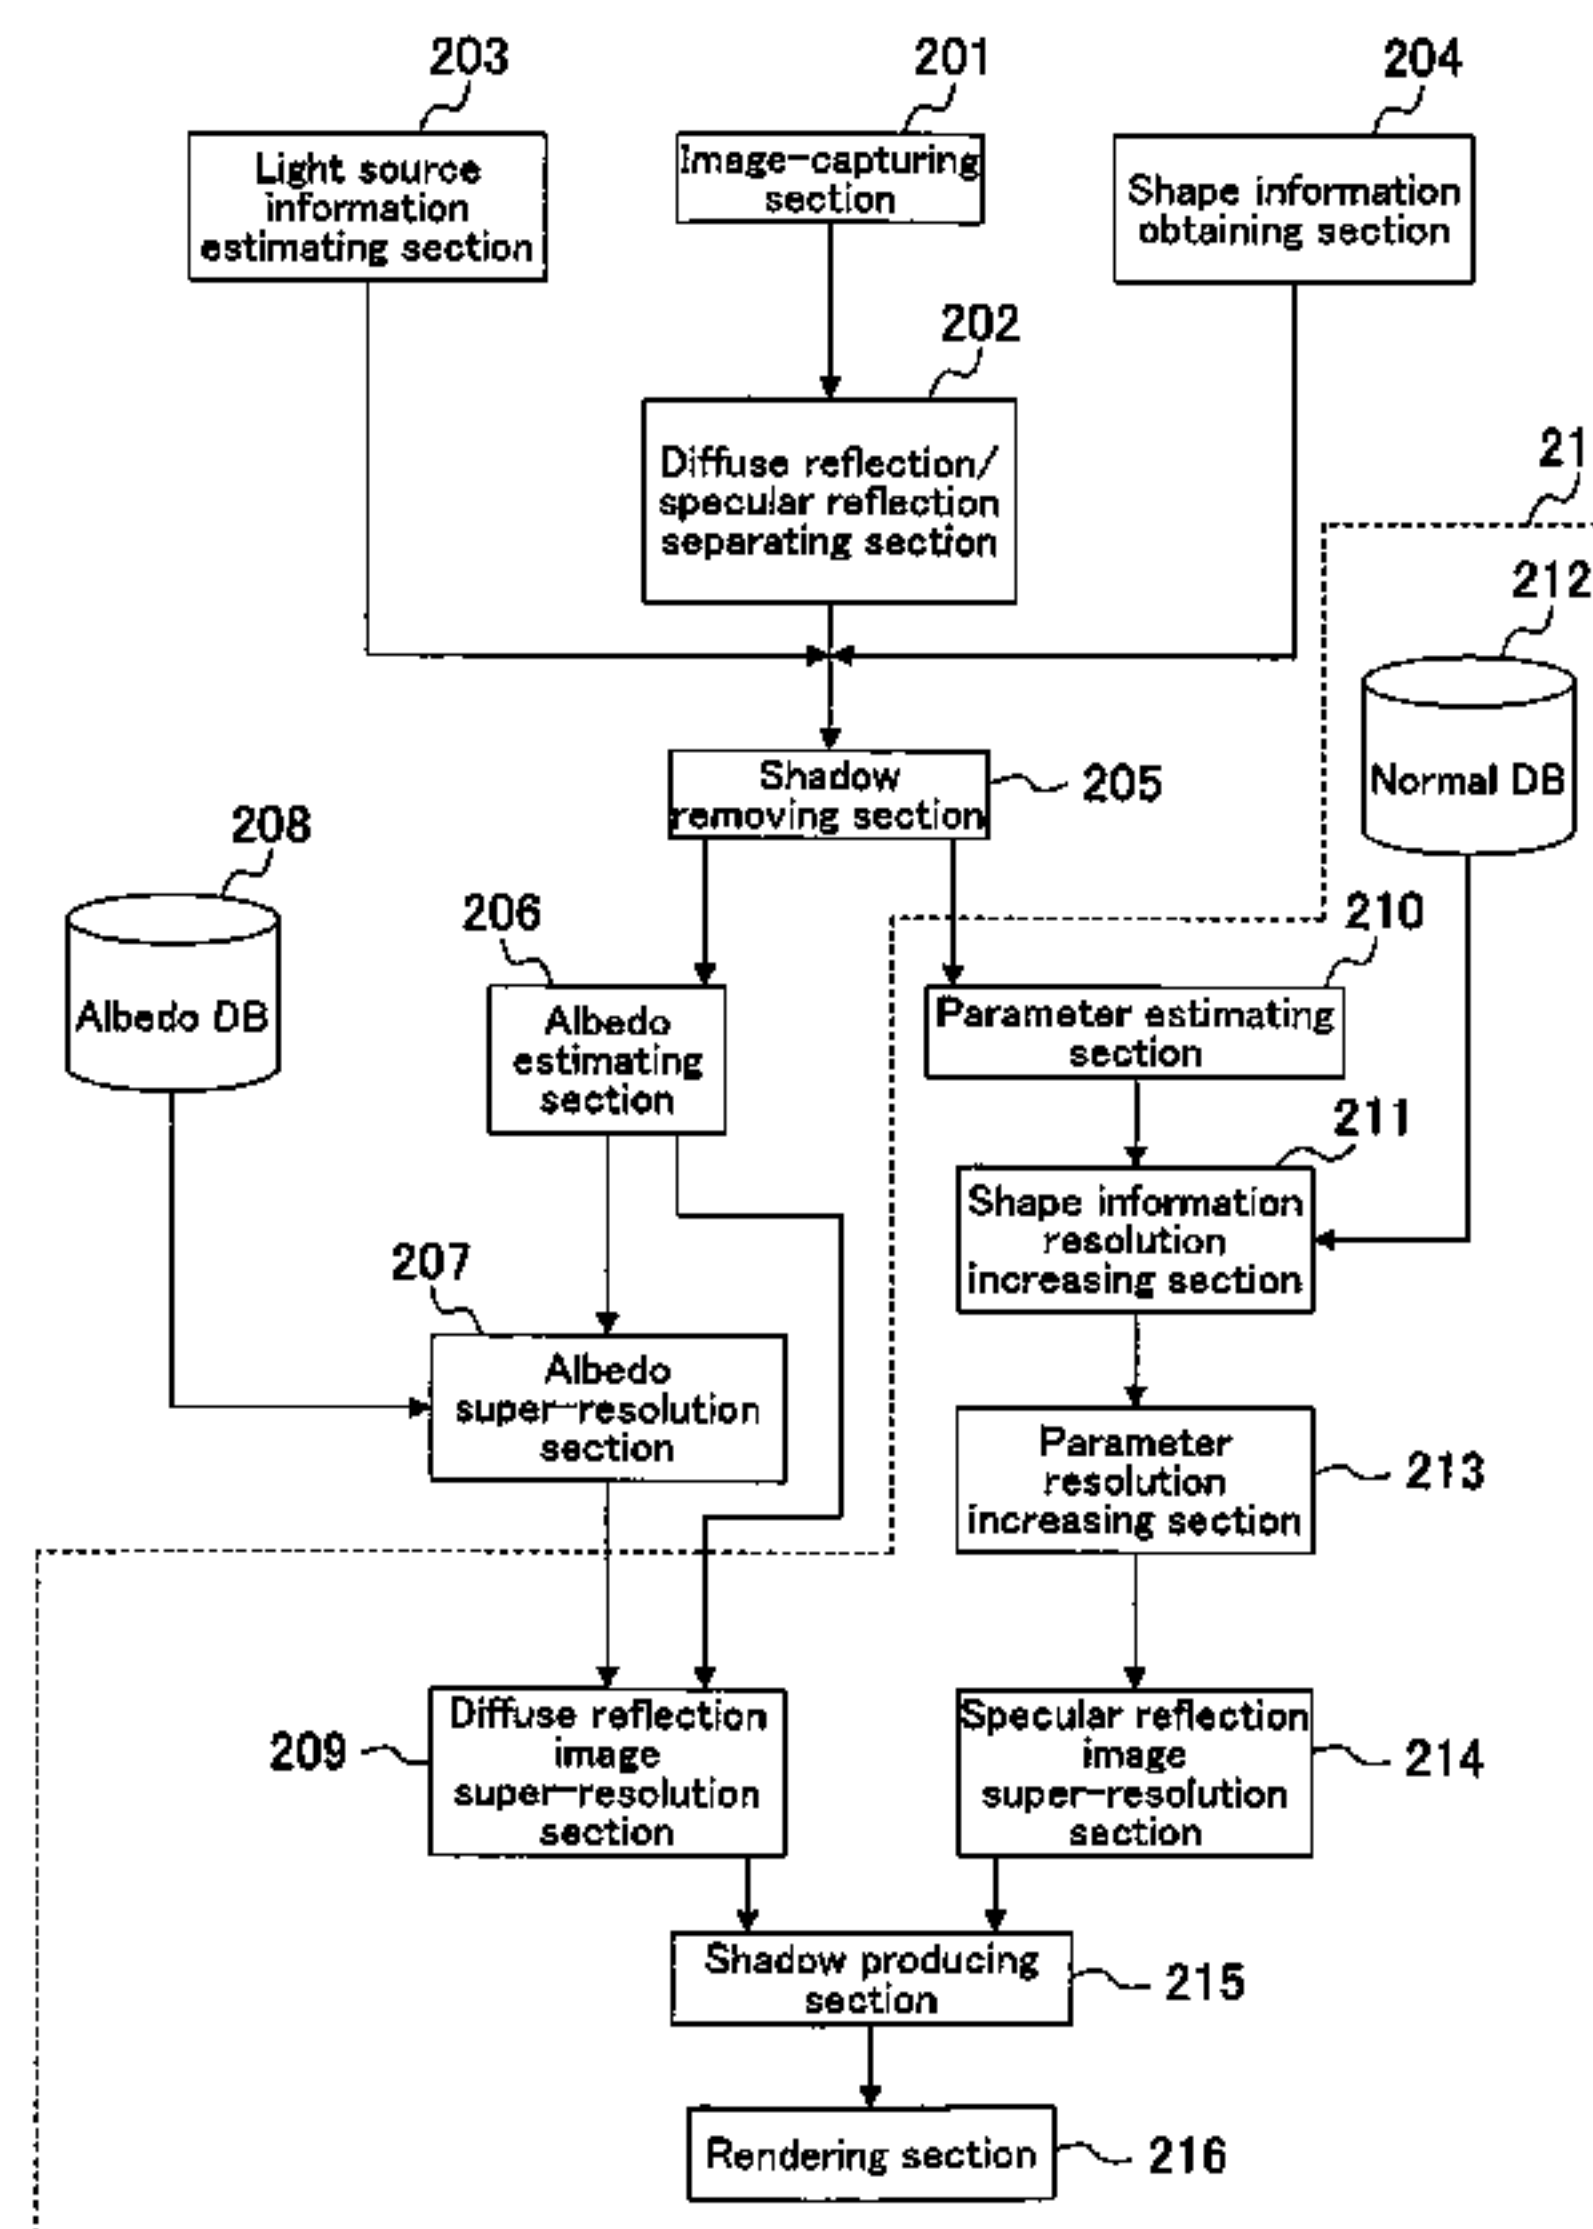 203
201
204
Light source
information
estimating section
Image-capturing
section
Shape information
obtaining section
202
Diffuse reflection/
specular reflection
separating section
21
212
Normal DB
Shadow
removing section
205
208
Albedo DB
206
Albedo
estimating
section
210
Parameter estimating
section
211
Shape information
resolution
increasing section
207
Albedo
super-resolution
section
Parameter
resolution
increasing section
213
209
Diffuse reflection
image
super-resolution
section
Specular reflection
image
super-resolution
section
214
Shadow producing
section
215
Rendering section
216